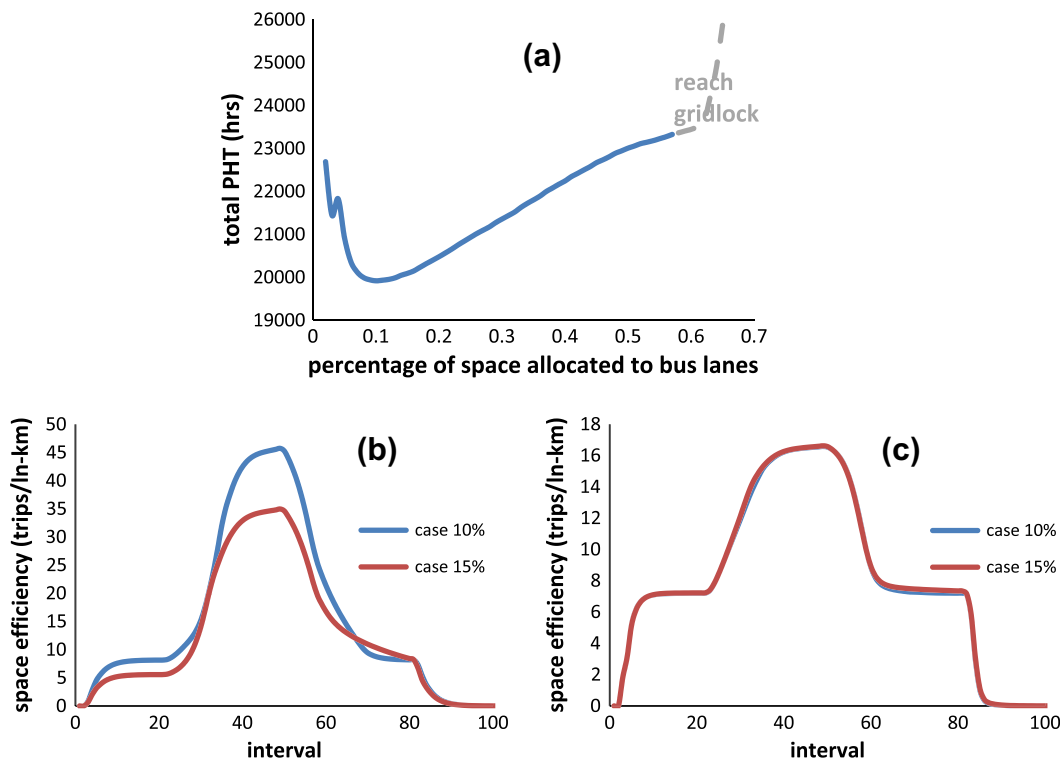 26000
(a)
25000
reach
24000
gridlock
total PHT (hrs)
23000
22000
21000
20000
19000
0 0.1 0.2 0.3 0.4 0.5 0.6 0.7
percentage of space allocated to bus lanes
space efficiency (trips/ln-km)
50
45
40
35
30
25
20
15
10
5
0
(b)
case 10%
case 15%
0 20 40 60 80 100
interval
space efficiency (trips/ln-km)
18
16
14
12
10
8
6
4
2
0
(c)
case 10%
case 15%
0 20 40 60 80 100
interval